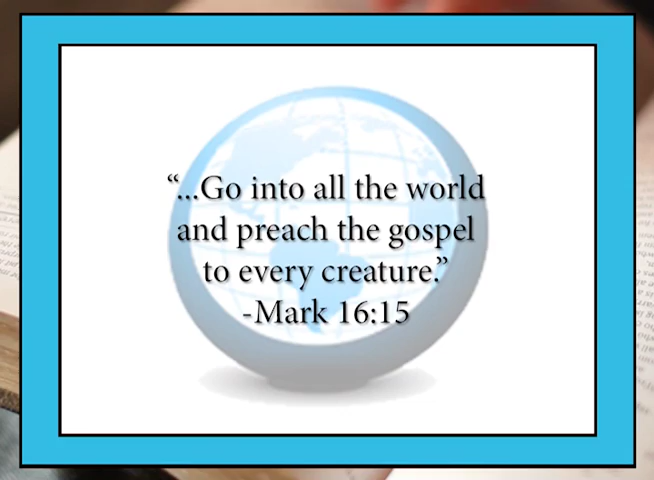 “...Go into all the world
and preach the gospel
to every creature.”
-Mark 16:15